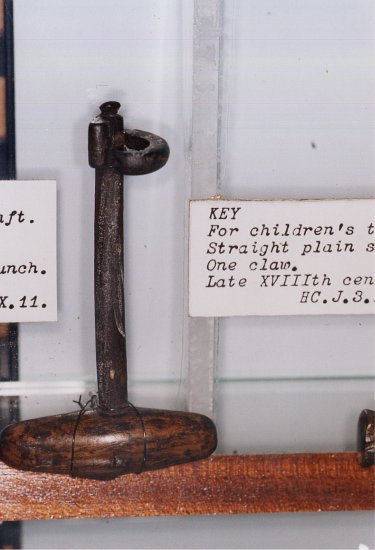 ft.
unch.
X.11.
KEY
For children's t
Straight plain s
One claw.
Late XVIIIth cen
HC.J.3.